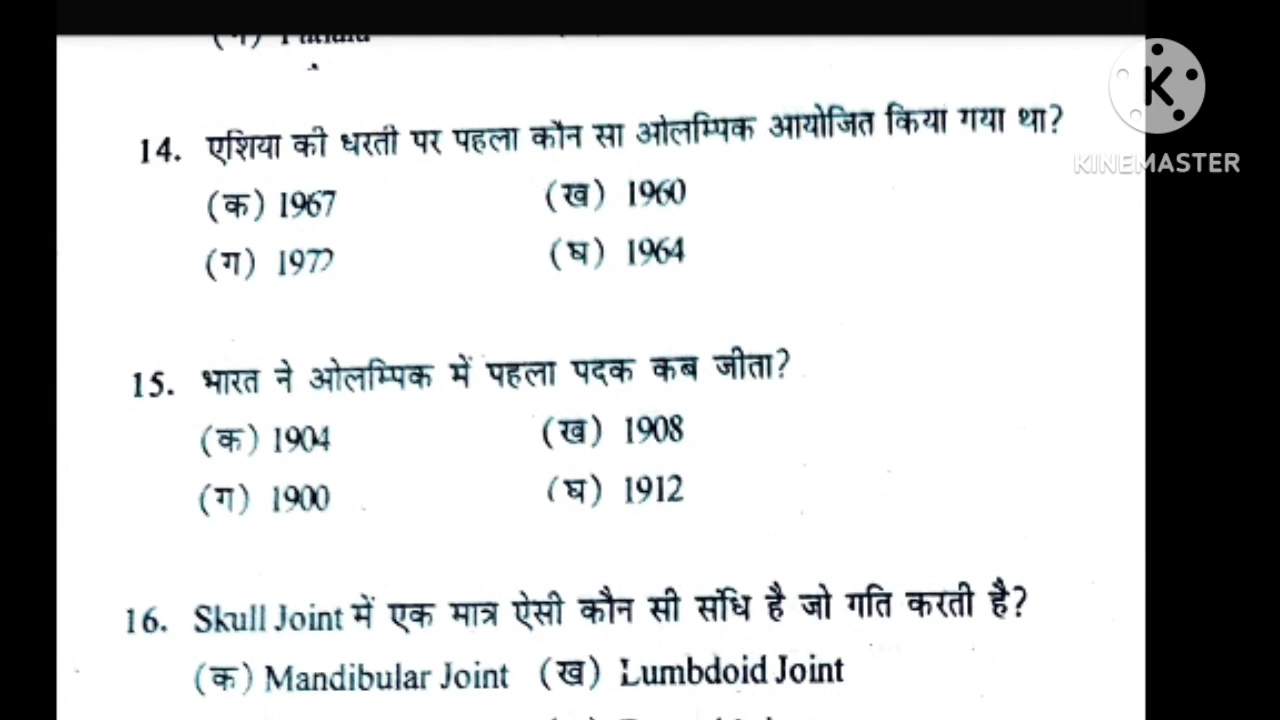 K
KINEMASTER
14. एशिया की धरती पर पहला कौन सा ओलम्पिक आयोजित किया गया था?
(क) 1967 (ख) 1960
(ग) 1972 (घ) 1964
15. भारत ने ओलम्पिक में पहला पदक कब जीता?
(क) 1904 (ख) 1908
(ग) 1900 (घ) 1912
16. Skull Joint में एक मात्र ऐसी कौन सी संधि है जो गति करती है?
(क) Mandibular Joint (ख) Lumbdoid Joint